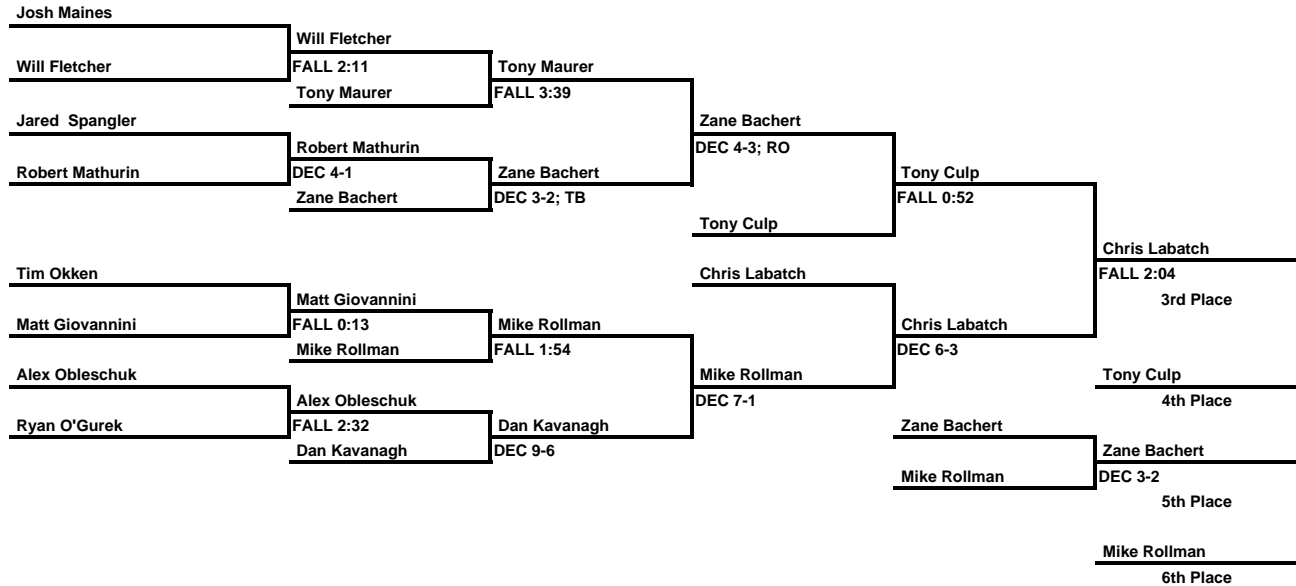 Josh Maines
Will Fletcher
Will Fletcher
FALL 2:11
Tony Maurer
Tony Maurer
FALL 3:39
Jared  Spangler
Zane Bachert
DEC 4-3; RO
Robert Mathurin
Robert Mathurin
DEC 4-1
Zane Bachert
Zane Bachert
DEC 3-2; TB
Tony Culp
FALL 0:52
Tony Culp
Chris Labatch
FALL 2:04
3rd Place
Tim Okken
Chris Labatch
Matt Giovannini
Matt Giovannini
FALL 0:13
Mike Rollman
Mike Rollman
FALL 1:54
Chris Labatch
DEC 6-3
Alex Obleschuk
Mike Rollman
DEC 7-1
Tony Culp
4th Place
Alex Obleschuk
Ryan O'Gurek
FALL 2:32
Dan Kavanagh
Dan Kavanagh
DEC 9-6
Zane Bachert
Zane Bachert
Mike Rollman
DEC 3-2
5th Place
Mike Rollman
6th Place